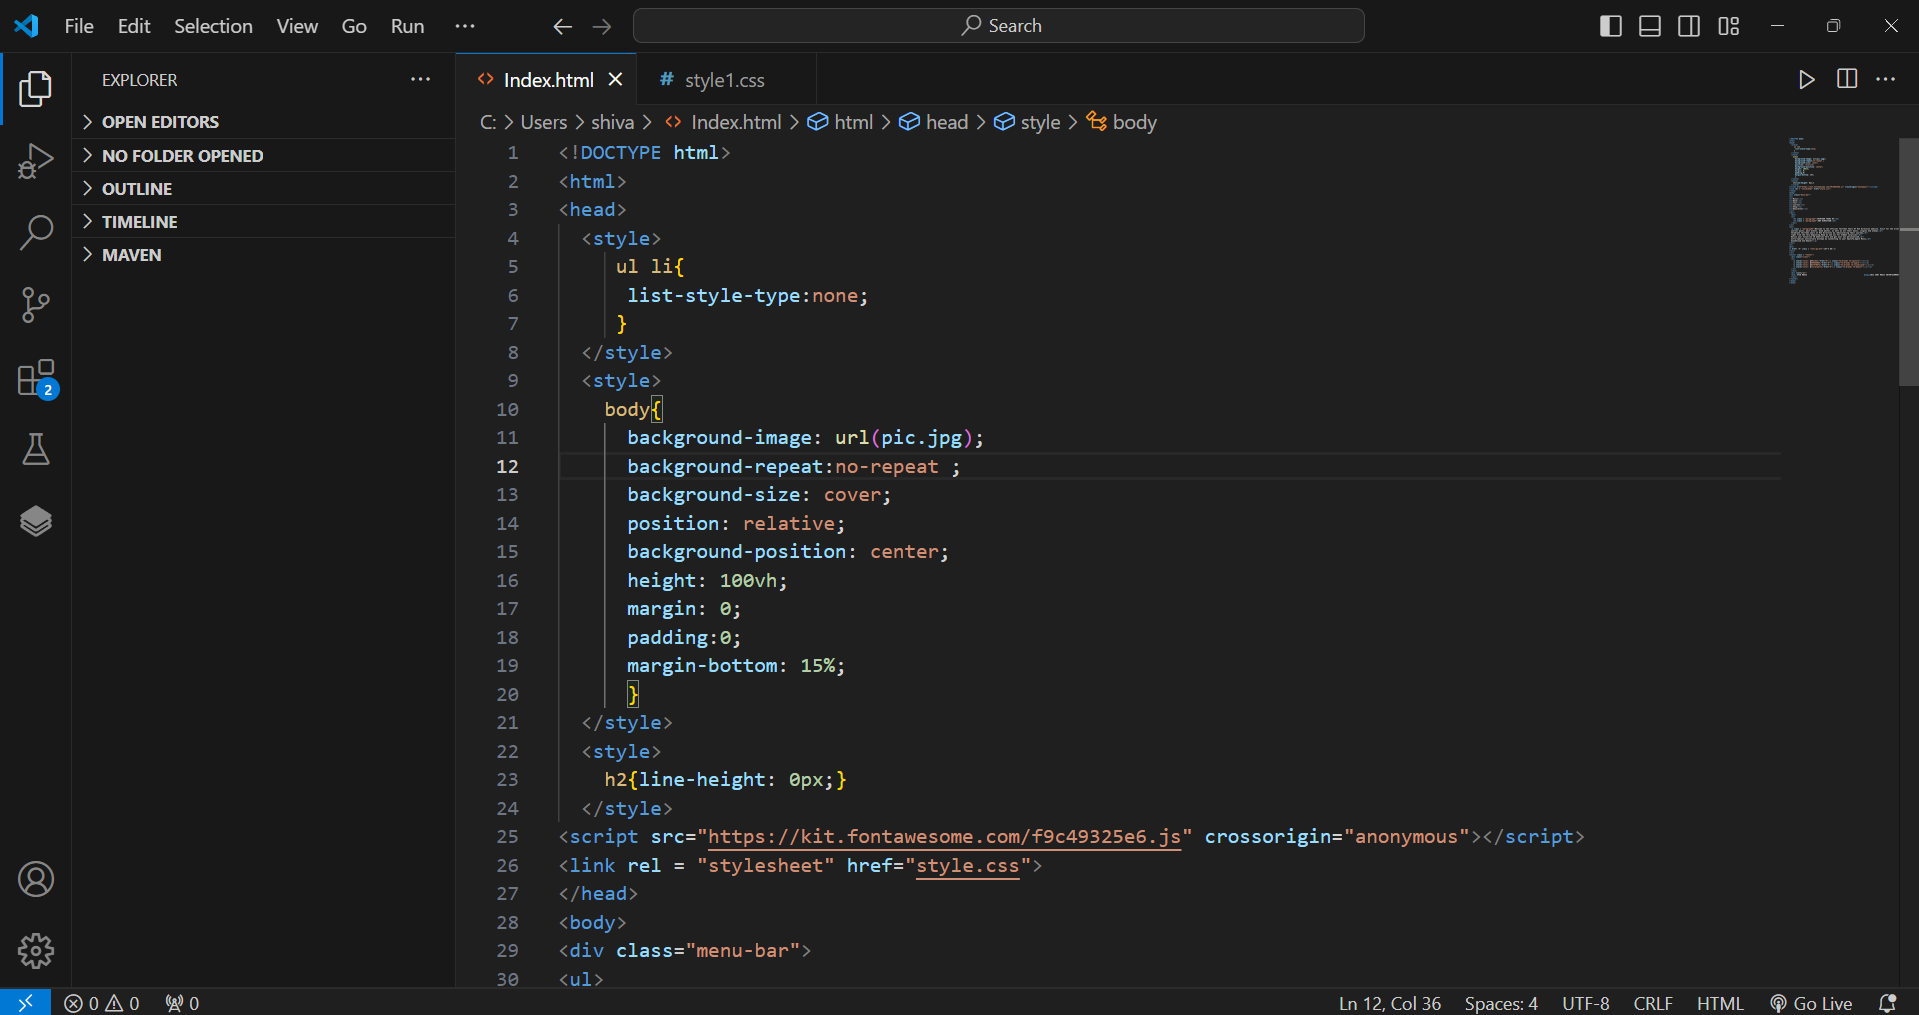 File Edit Selection View Go Run ··· Search
EXPLORER ···
OPEN EDITORS
NO FOLDER OPENED
OUTLINE
TIMELINE
MAVEN
2
Index.html
# style1.css
C: > Users > shiva > Index.html > html > head > style > body
1 <!DOCTYPE html>
2 <html>
3 <head>
4 <style>
5 ul li{
6 list-style-type:none;
7 }
8 </style>
9 <style>
10 body{
11 background-image: url(pic.jpg);
12 background-repeat:no-repeat ;
13 background-size: cover;
14 position: relative;
15 background-position: center;
16 height: 100vh;
17 margin: 0;
18 padding:0;
19 margin-bottom: 15%;
20 }
21 </style>
22 <style>
23 h2{line-height: 0px;}
24 </style>
25 <script src="https://kit.fontawesome.com/f9c49325e6.js" crossorigin="anonymous"></script>
26 <link rel = "stylesheet" href="style.css">
27 </head>
28 <body>
29 <div class="menu-bar">
30 <ul>
0 0 0 Ln 12, Col 36 Spaces: 4 UTF-8 CRLF HTML Go Live